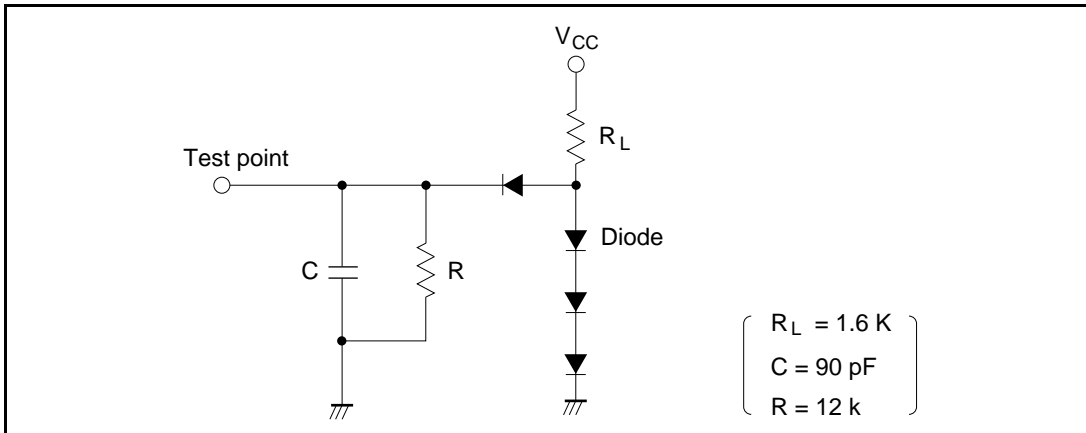 VCC
RL
Test point
Diode
C
R
RL = 1.6 K
C = 90 pF
R = 12 k